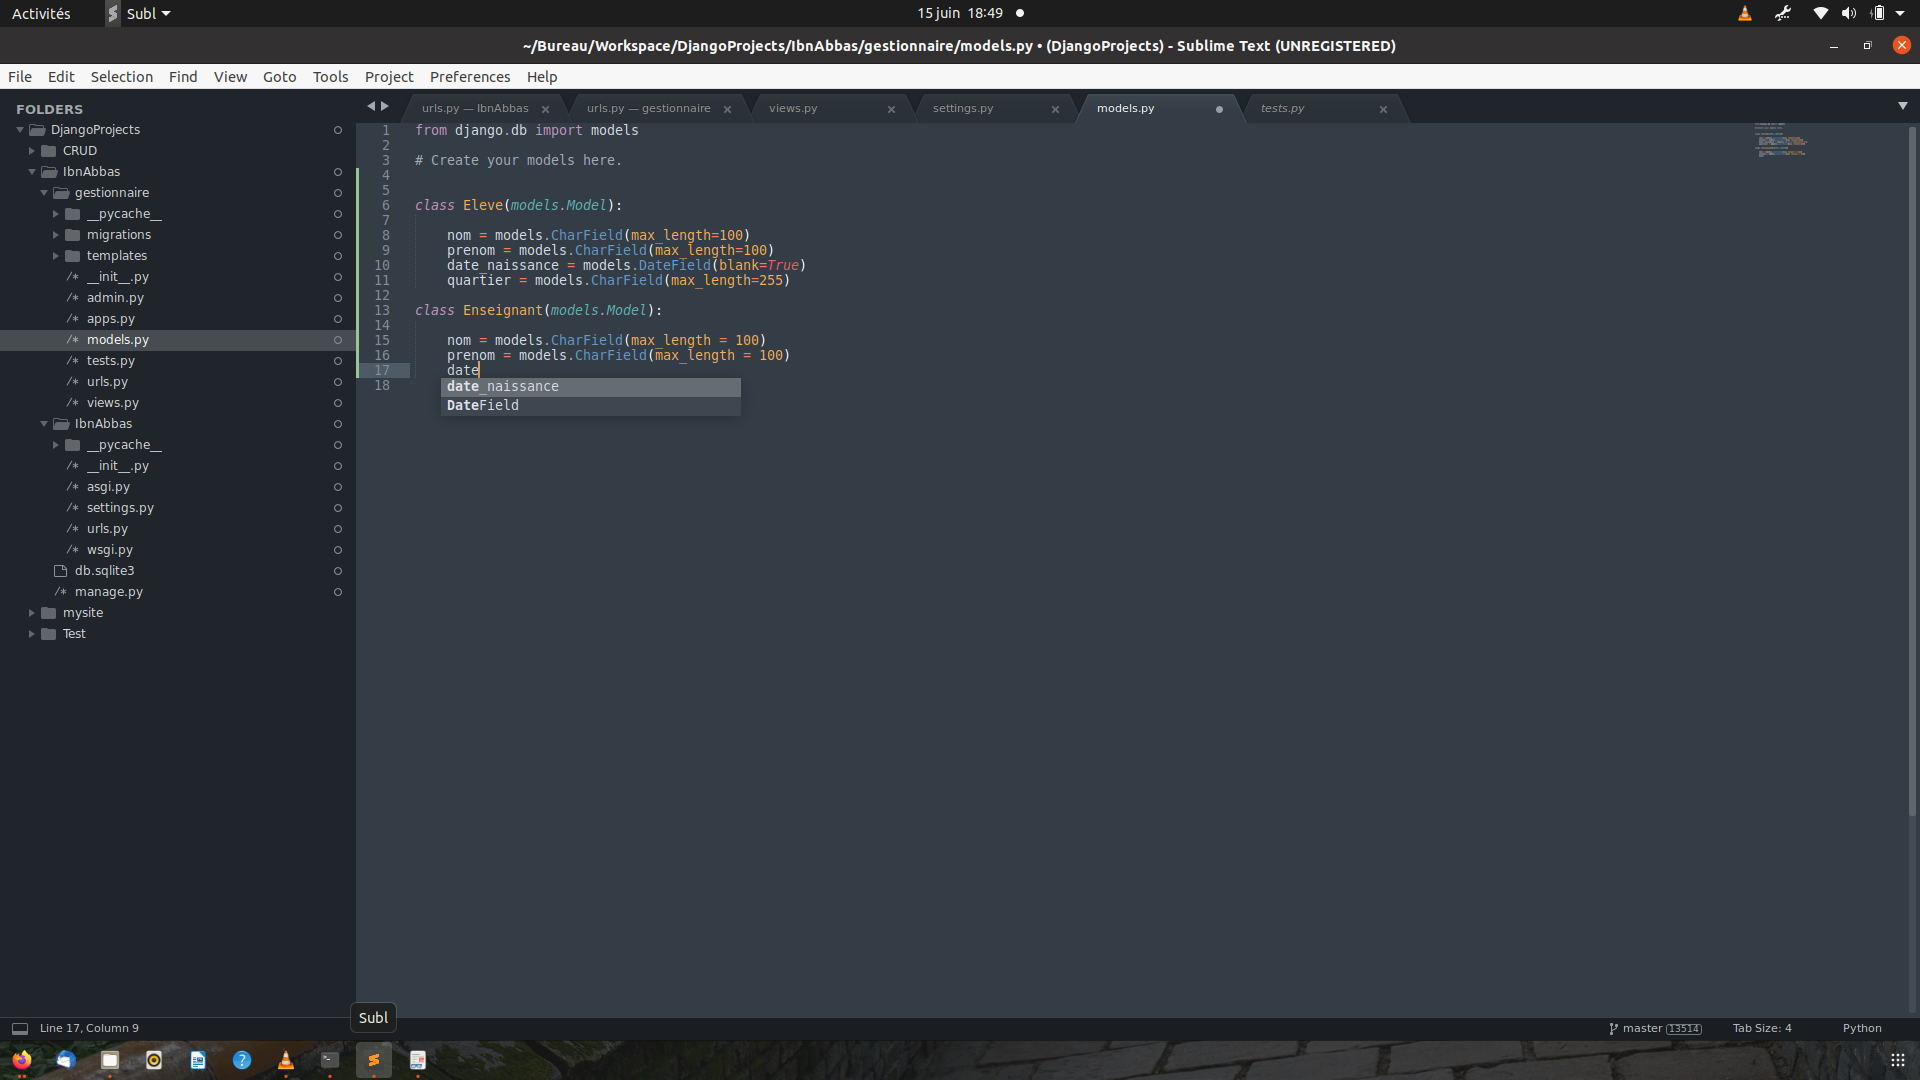 Activités
Subl
15 juin 18:49
~/Bureau/Workspace/DjangoProjects/IbnAbbas/gestionnaire/models.py • (DjangoProjects) - Sublime Text (UNREGISTERED)
File Edit Selection Find View Goto Tools Project Preferences Help
FOLDERS
DjangoProjects
CRUD
IbnAbbas
gestionnaire
__pycache__
migrations
templates
/* __init__.py
/* admin.py
/* apps.py
/* models.py
/* tests.py
/* urls.py
/* views.py
IbnAbbas
__pycache__
/* __init__.py
/* asgi.py
/* settings.py
/* urls.py
/* wsgi.py
db.sqlite3
/* manage.py
mysite
Test
urls.py — IbnAbbas × urls.py — gestionnaire × views.py × settings.py × models.py tests.py ×
1 from django.db import models
2
3 # Create your models here.
4
5
6 class Eleve(models.Model):
7
8 nom = models.CharField(max_length=100)
9 prenom = models.CharField(max_length=100)
10 date_naissance = models.DateField(blank=True)
11 quartier = models.CharField(max_length=255)
12
13 class Enseignant(models.Model):
14
15 nom = models.CharField(max_length = 100)
16 prenom = models.CharField(max_length = 100)
17 date
18
date_naissance
DateField
Subl
Line 17, Column 9
master 13514
Tab Size: 4
Python